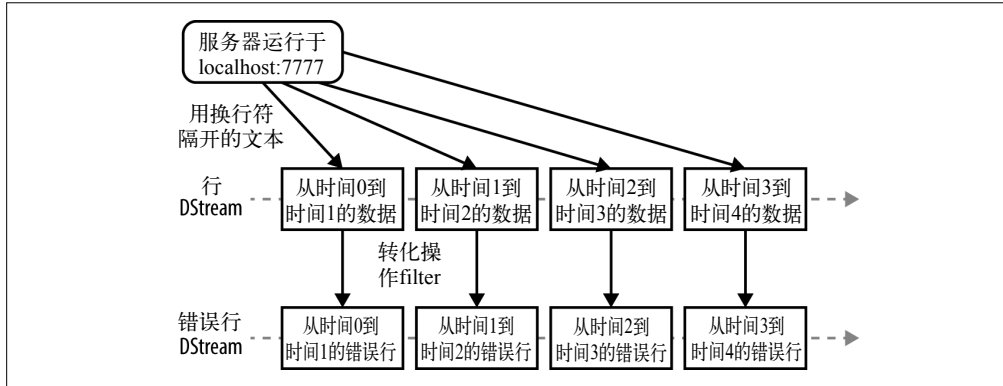 服务器运行于
localhost:7777
用换行符
隔开的文本
行
DStream
从时间0到
时间1的数据
从时间1到
时间2的数据
从时间2到
时间3的数据
从时间3到
时间4的数据
转化操
作filter
错误行
DStream
从时间0到
时间1的错误行
从时间1到
时间2的错误行
从时间2到
时间3的错误行
从时间3到
时间4的错误行